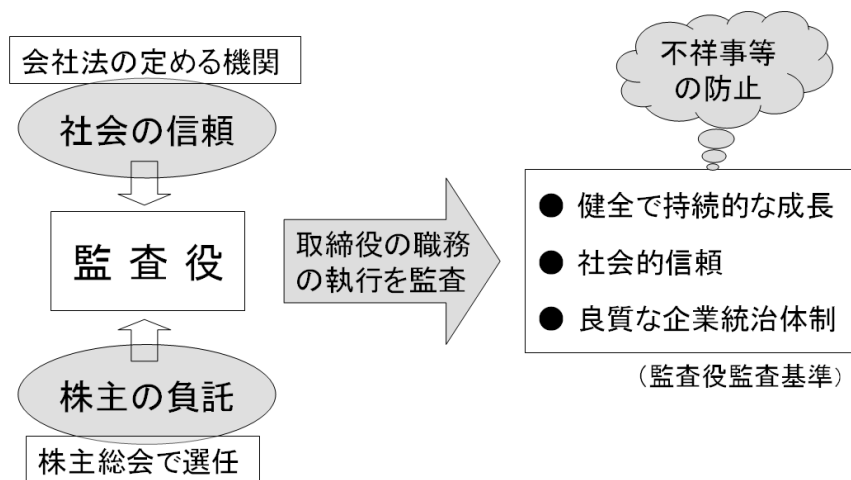 会社法の定める機関
社会の信頼
監 査 役
株主の負託
株主総会で選任
取締役の職務
の執行を監査
不祥事等
の防止
● 健全で持続的な成長
● 社会的信頼
● 良質な企業統治体制
（監査役監査基準）